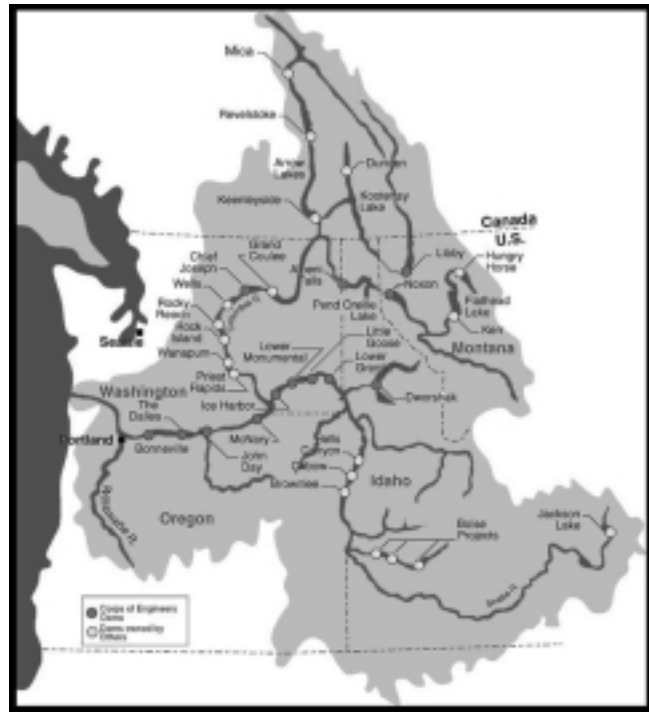 Mica
Revelstoke
Arrow
Lakes
Duncan
Kootenay
Lake
Keenleyside
Canada
U.S.
Grand
Coulee
Chief
Joseph
Wells
Libby
Hungry
Horse
Noxon
Albeni
Falls
Pend Oreille
Lake
Flathead
Lake
Kerr
Rocky
Reach
Rock
Island
Wanapum
Seattle
Little
Goose
Lower
Monumental
Lower
Montana
Priest
Rapids
Washington
Ice Harbor
Dworshak
The
Dalles
McNary
Portland
Bonneville
John
Day
Hells
Canyon
Oxbow
Brownlee
Idaho
Willamette R.
Oregon
Boise
Projects
Jackson
Lake
Snake R.
Corps of Engineers
Dams
Dams owned by
Others